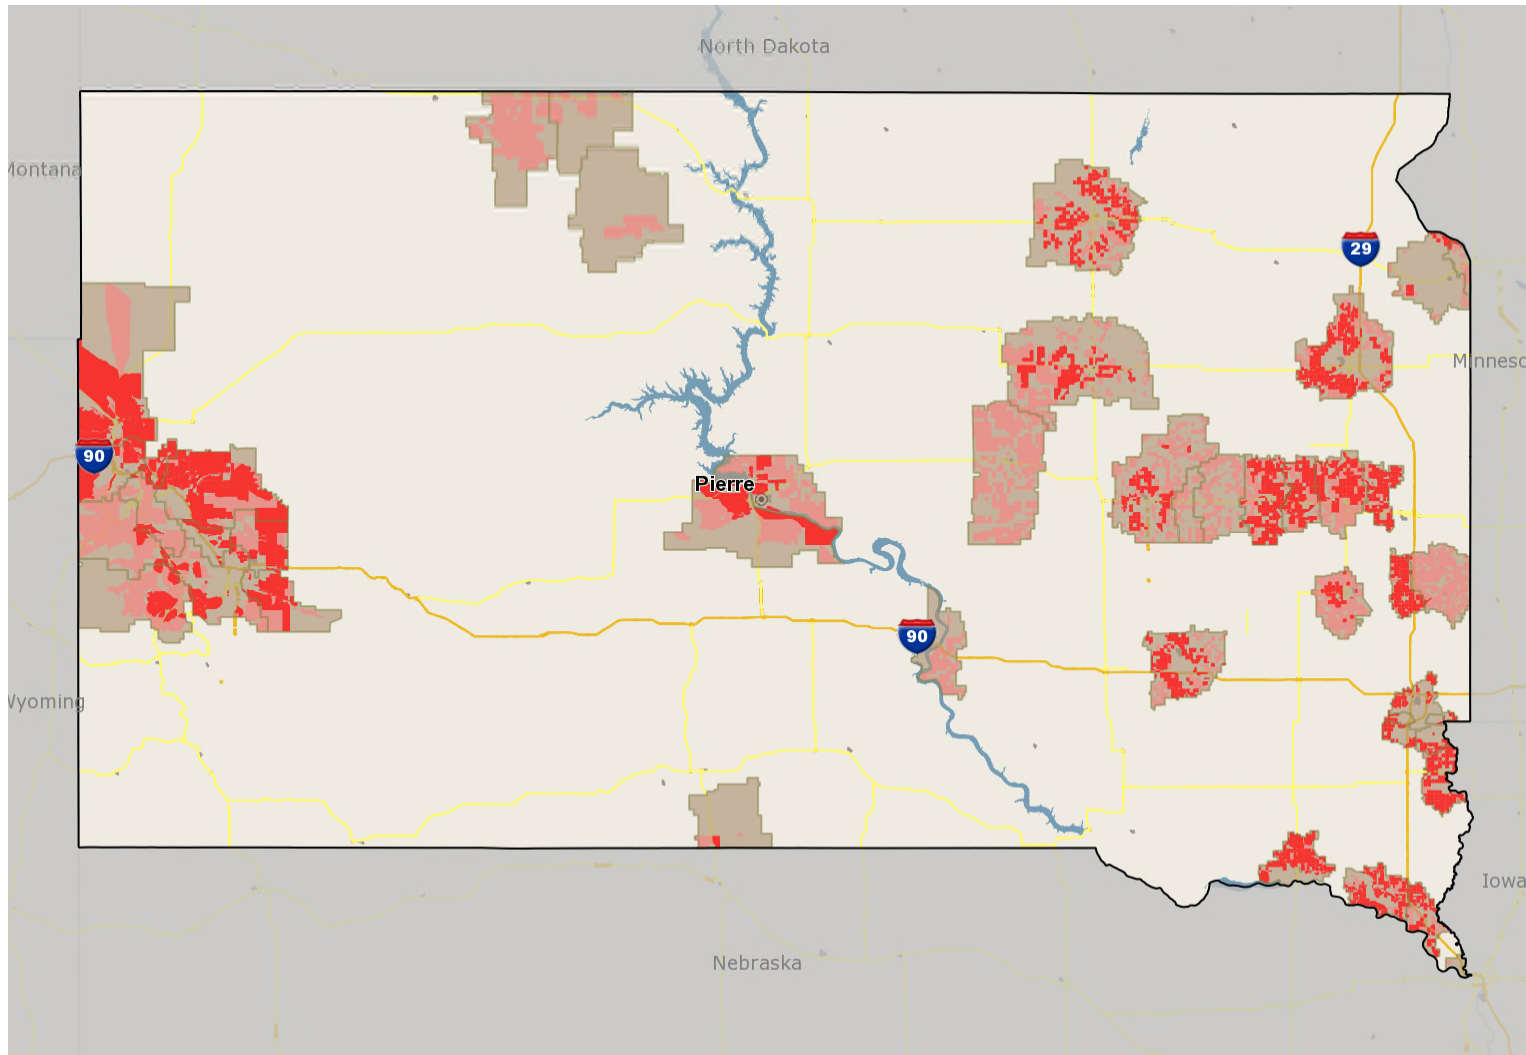 North Dakota
Montana
29
Minneso
90
Pierre
90
Wyoming
Iowa
Nebraska